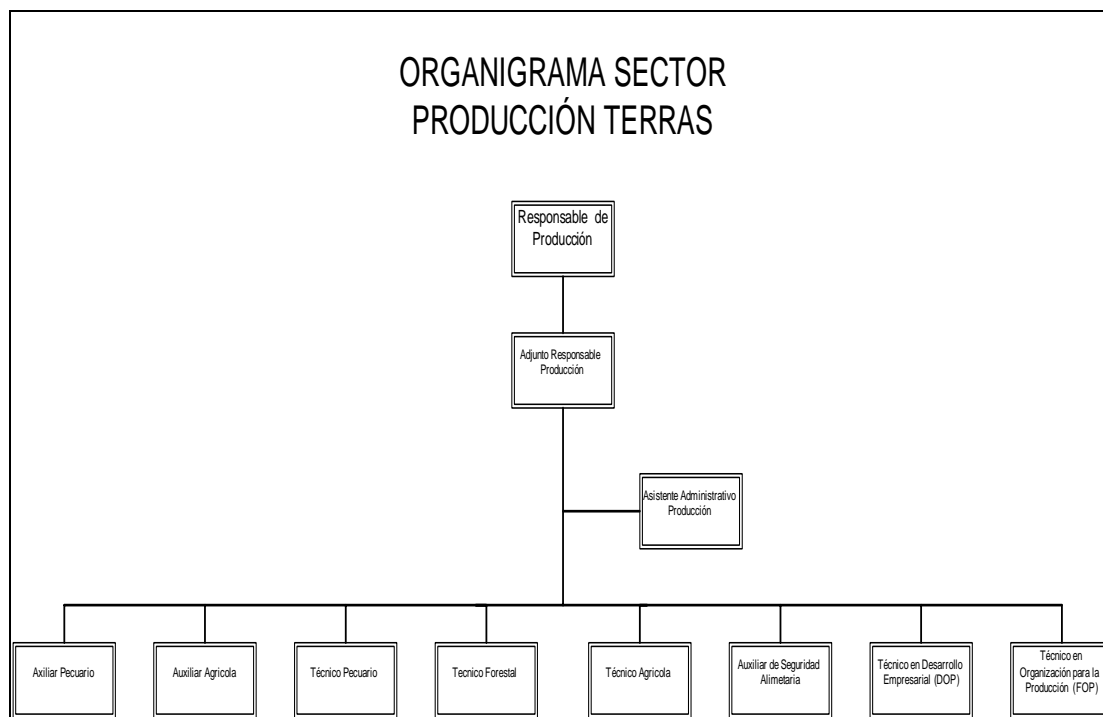 ORGANIGRAMA SECTOR
PRODUCCIÓN TERRAS
Responsable de
Producción
Adjunto Responsable
Producción
Asistente Administrativo
Producción
Axiliar Pecuario
Auxiliar Agricola
Técnico Pecuario
Tecnico Forestal
Técnico Agricola
Auxiliar de Seguridad
Alimetaria
Técnico en Desarrollo
Empresarial (DOP)
Técnico en
Organización para la
Producción (FOP)